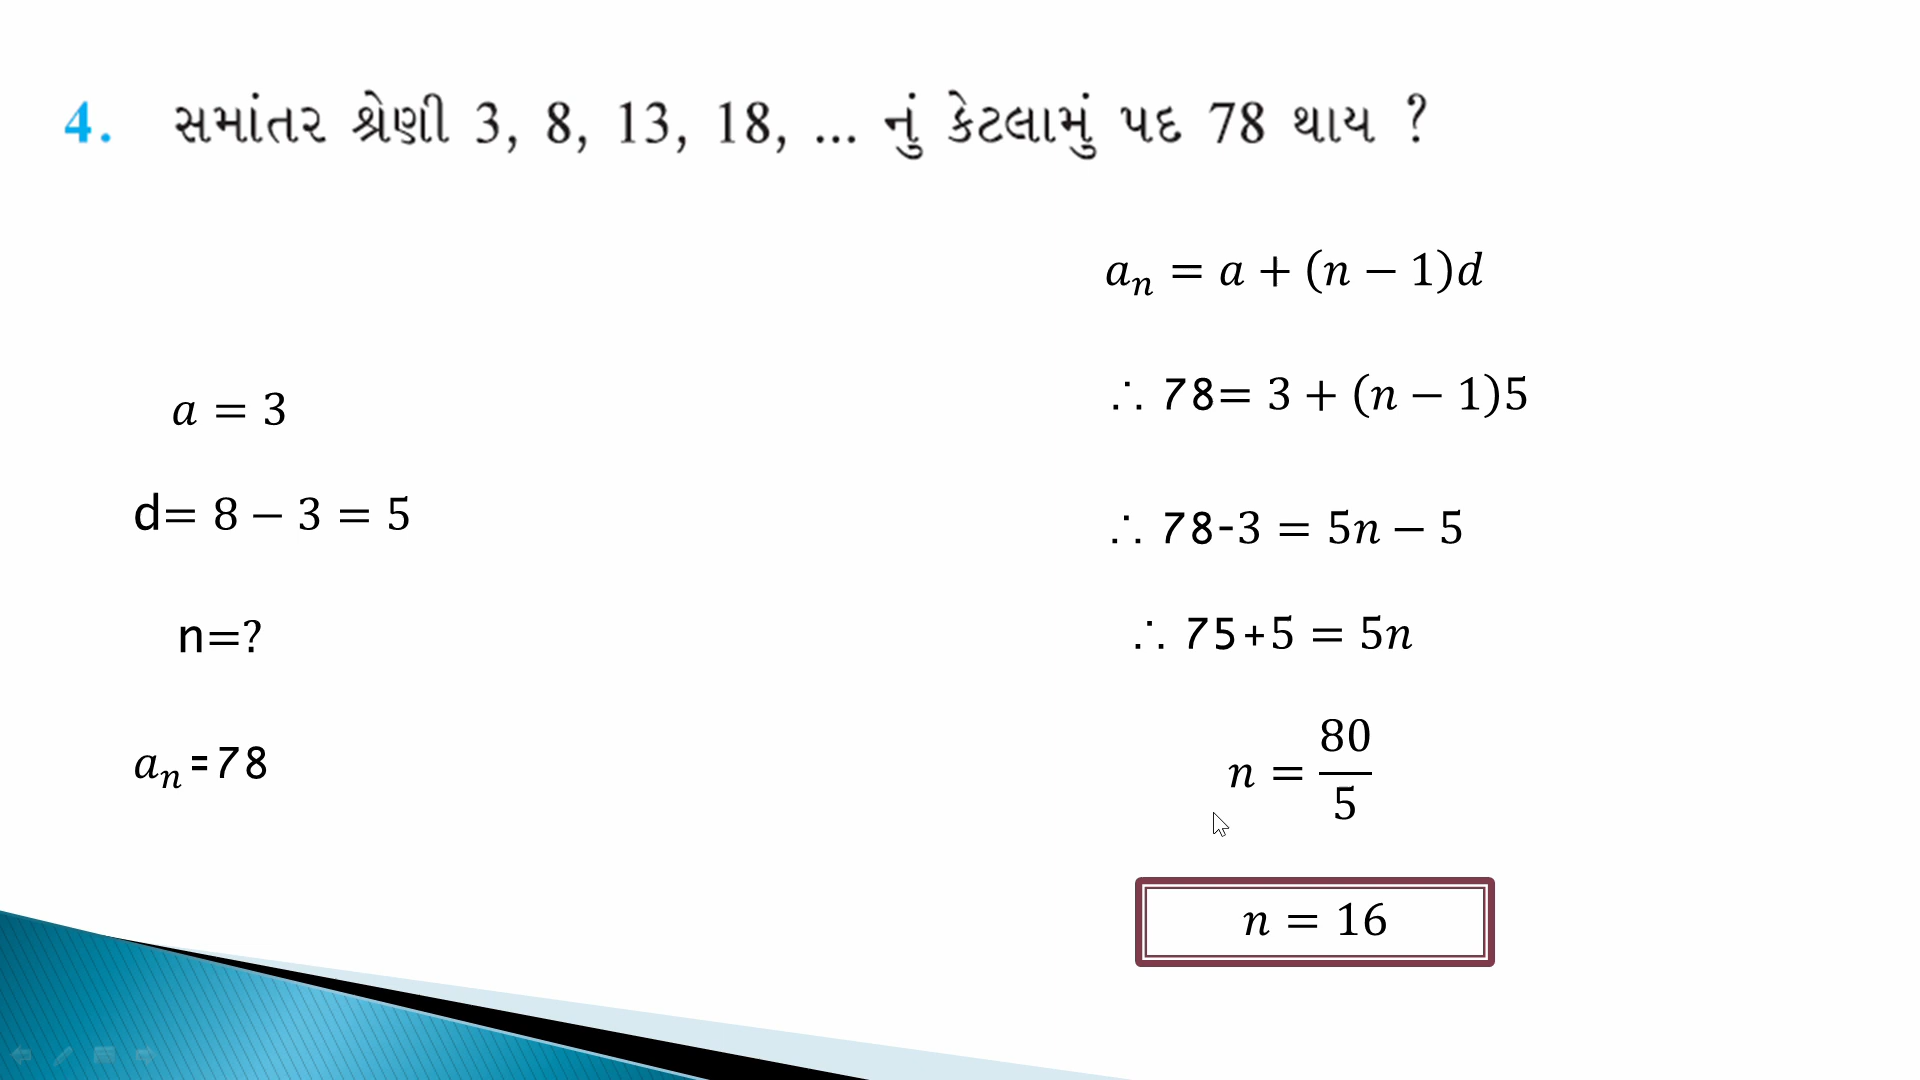 4. સમાંતર શ્રેણી 3, 8, 13, 18, ... નું કેટલામું પદ 78 થાય ?
a = 3
d= 8 − 3 = 5
n=?
aₙ=78
aₙ = a + (n − 1)d
∴ 78= 3 + (n − 1)5
∴ 78-3 = 5n − 5
∴ 75+5 = 5n
n = 80/5
n = 16